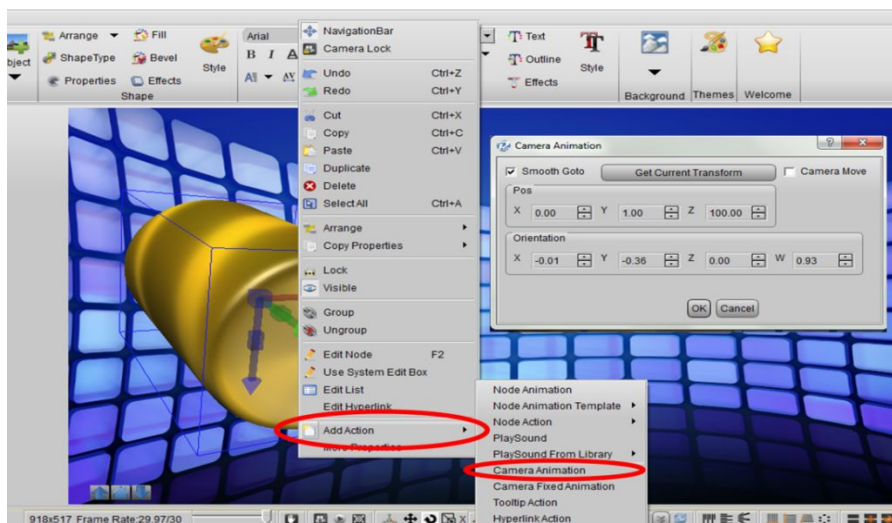 Arrange
Fill
Arial
Text
bject
ShapeType
Bevel
Style
B I A
Outline
Style
Properties
Effects
Effects
Shape
Background
Themes
Welcome
NavigationBar
Camera Lock
Undo Ctrl+Z
Redo Ctrl+Y
Cut Ctrl+X
Copy Ctrl+C
Paste Ctrl+V
Duplicate
Delete
SelectAll Ctrl+A
Arrange
Copy Properties
Lock
Visible
Group
Ungroup
Edit Node F2
Use System Edit Box
Edit List
Edit Hyperlink
Add Action
More Properties
Node Animation
Node Animation Template
Node Action
PlaySound
PlaySound From Library
Camera Animation
Camera Fixed Animation
Tooltip Action
Hyperlink Action
Camera Animation
Smooth Goto Get Current Transform Camera Move
Pos
X 0.00 Y 1.00 Z 100.00
Orientation
X -0.01 Y -0.36 Z 0.00 W 0.93
OK Cancel
918x517 Frame Rate:29.97/30
X